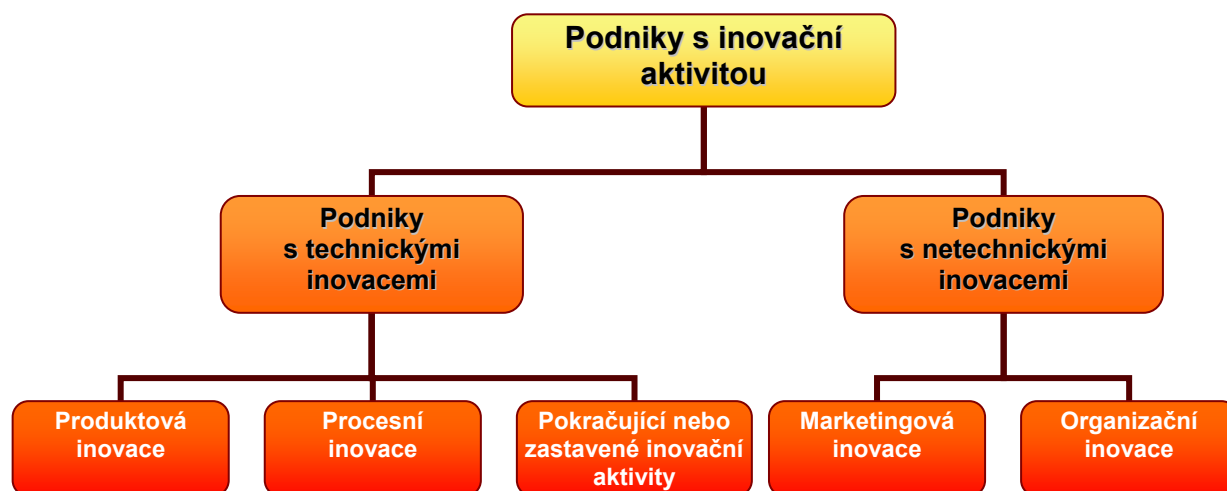 Podniky s inovační
aktivitou
Podniky
s technickými
inovacemi
Podniky
s netechnickými
inovacemi
Produktová
inovace
Procesní
inovace
Pokračující nebo
zastavené inovační
aktivity
Marketingová
inovace
Organizační
inovace